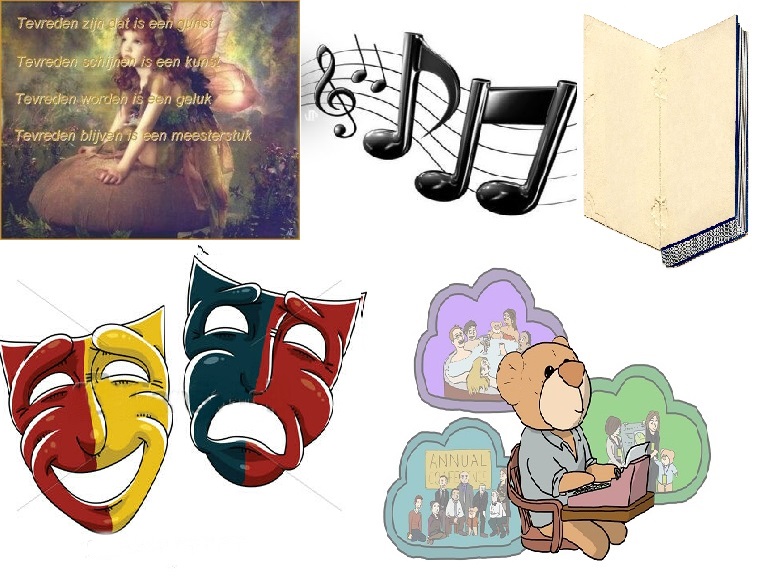 Tevreden zijn dat is een gunst
Tevreden schijnen is een kunst
Tevreden worden is een geluk
Tevreden blijven is een meesterstuk
ANNUAL